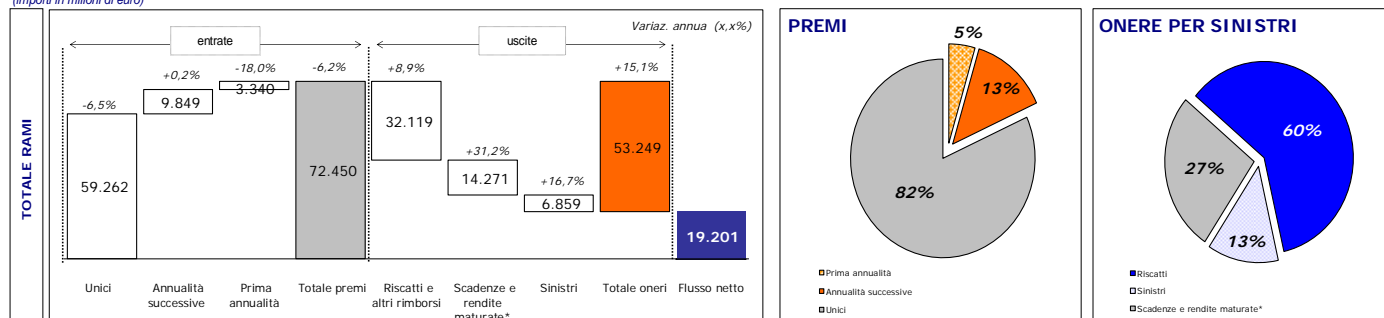 (importi in milioni di euro)
TOTALE RAMI
entrate
uscite
Variaz. annua (x,x%)
-6,5%
+0,2%
-18,0%
-6,2%
+8,9%
+31,2%
+16,7%
+15,1%
59.262
9.849
3.340
72.450
32.119
14.271
6.859
53.249
19.201
Unici
Annualità
successive
Prima
annualità
Totale premi
Riscatti e
altri rimborsi
Scadenze e
rendite
maturate*
Sinistri
Totale oneri
Flusso netto
PREMI
5%
13%
82%
Prima annualità
Annualità successive
Unici
ONERE PER SINISTRI
60%
27%
13%
Riscatti
Sinistri
Scadenze e rendite maturate*